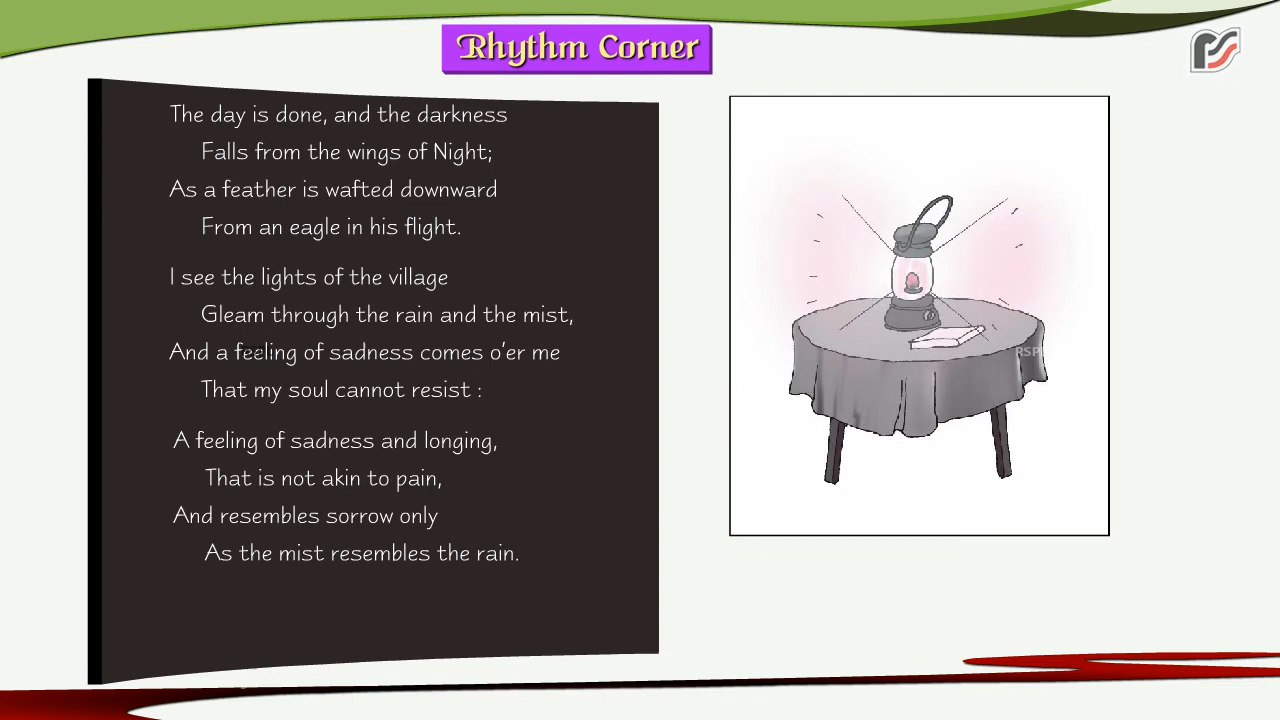 Rhythm Corner
The day is done, and the darkness
Falls from the wings of Night;
As a feather is wafted downward
From an eagle in his flight.
I see the lights of the village
Gleam through the rain and the mist,
And a feeling of sadness comes o'er me
That my soul cannot resist :
A feeling of sadness and longing,
That is not akin to pain,
And resembles sorrow only
As the mist resembles the rain.